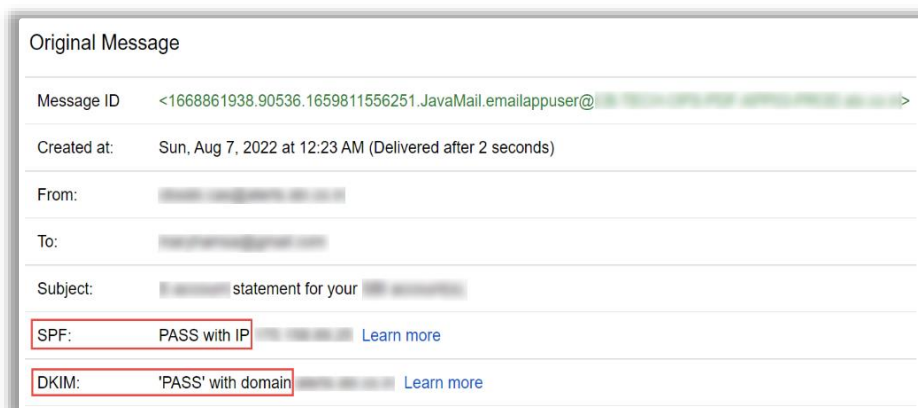 Original Message
Message ID <1668861938.90536.1659811556251.JavaMail.emailappuser@ >
Created at: Sun, Aug 7, 2022 at 12:23 AM (Delivered after 2 seconds)
From:
To:
Subject: statement for your
SPF: PASS with IP Learn more
DKIM: 'PASS' with domain Learn more